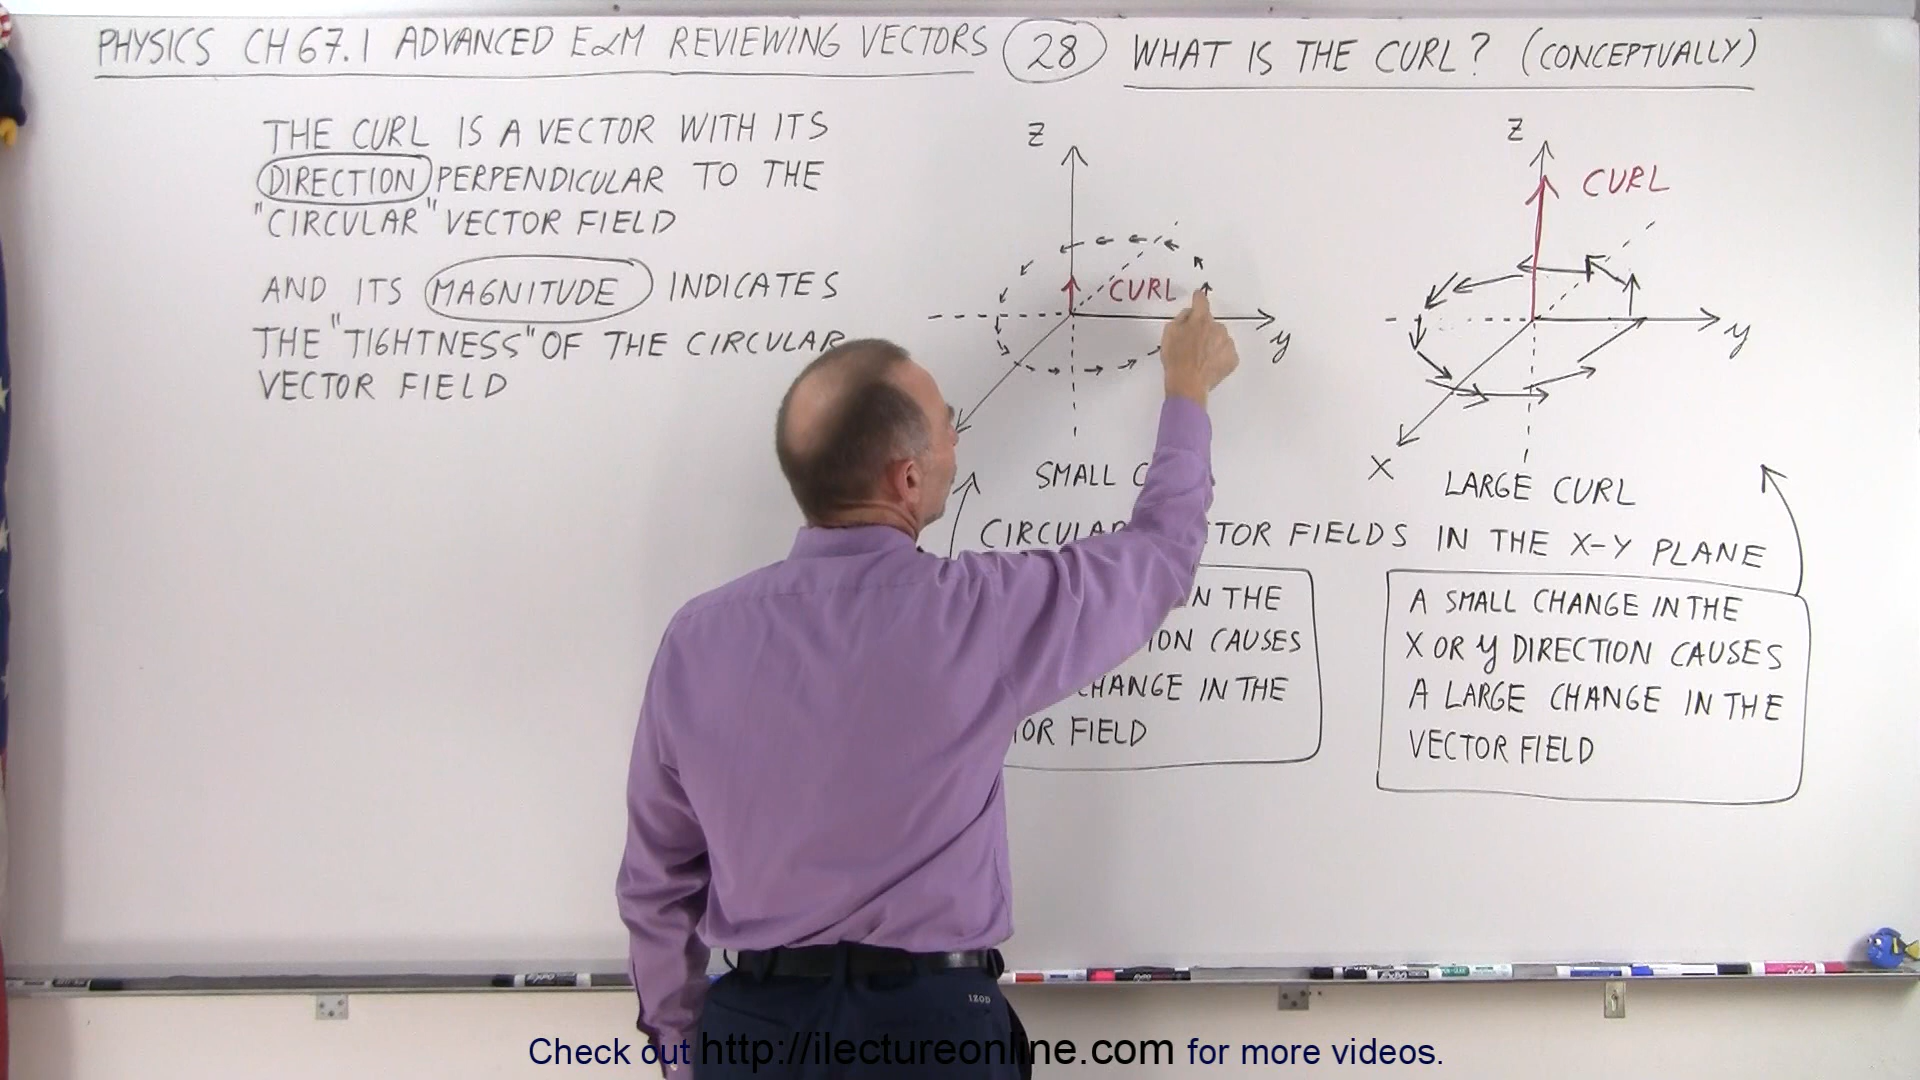 PHYSICS CH 67.1 ADVANCED E&M REVIEWING VECTORS 28 WHAT IS THE CURL? (CONCEPTUALLY)
THE CURL IS A VECTOR WITH ITS
DIRECTION PERPENDICULAR TO THE
"CIRCULAR" VECTOR FIELD
AND ITS MAGNITUDE INDICATES
THE "TIGHTNESS" OF THE CIRCULAR
VECTOR FIELD
Z
CURL
y
SMALL
Z
CURL
y
X
LARGE CURL
FIELDS IN THE X-Y PLANE
IN THE
CAUSES
CHANGE IN THE
FIELD
A SMALL CHANGE IN THE
X OR y DIRECTION CAUSES
A LARGE CHANGE IN THE
VECTOR FIELD
IZOD
Check out http://ilectureonline.com for more videos.